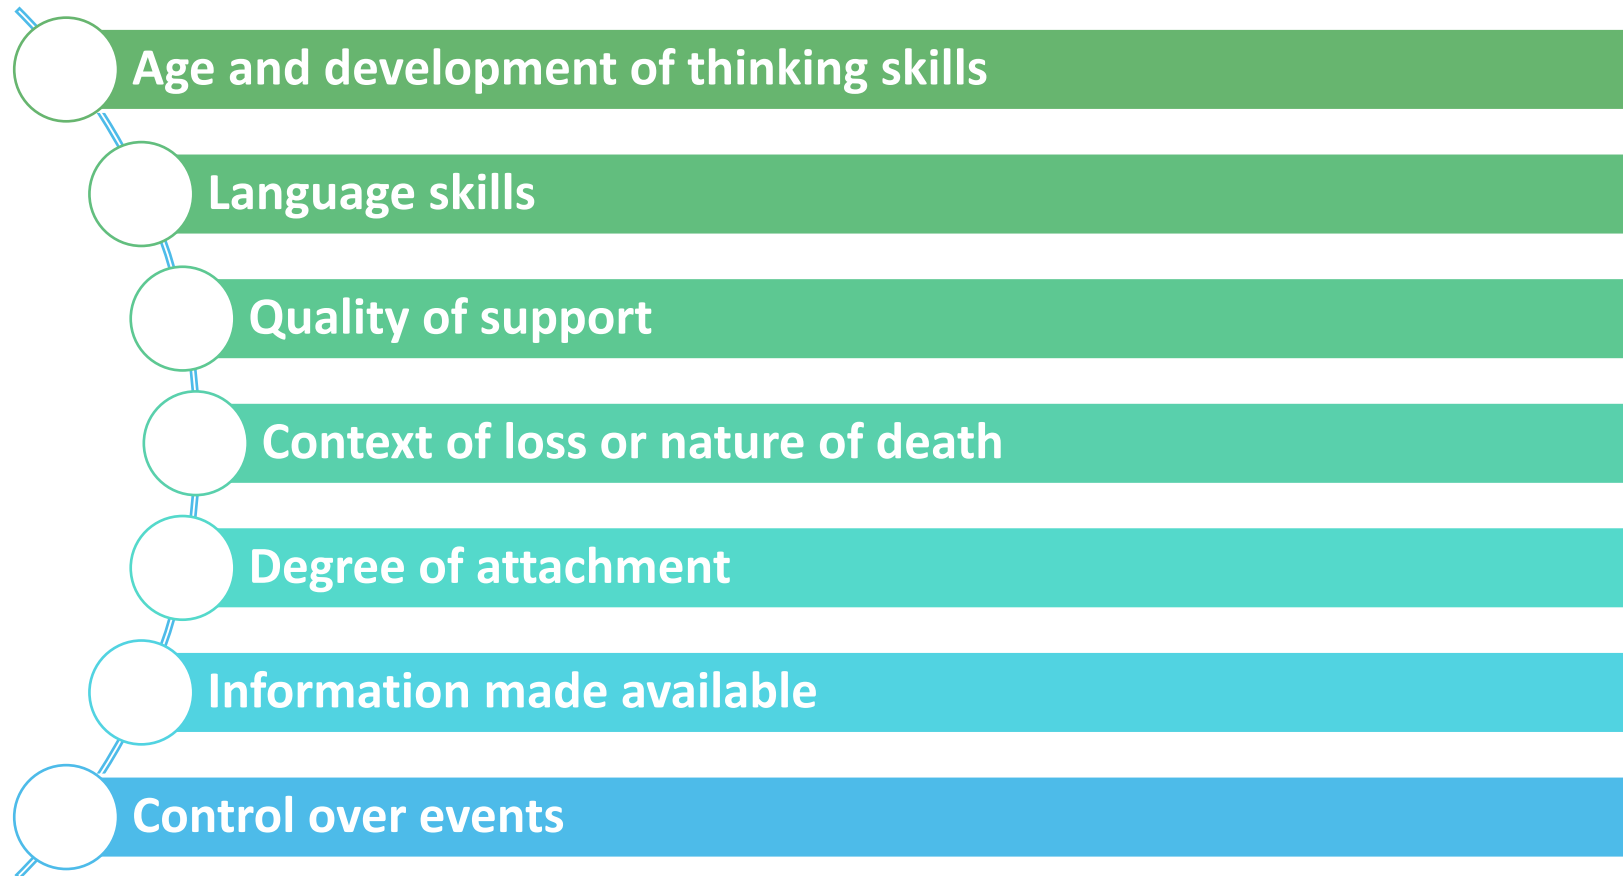 Age and development of thinking skills
Language skills
Quality of support
Context of loss or nature of death
Degree of attachment
Information made available
Control over events